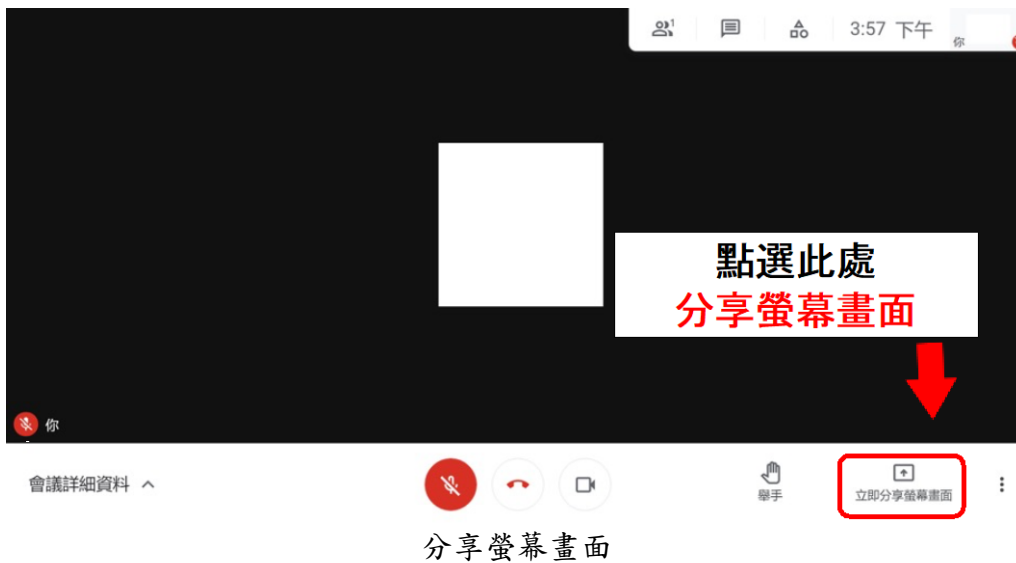 1
3:57 下午
你
點選此處
分享螢幕畫面
你
會議詳細資料
舉手
立即分享螢幕畫面
分享螢幕畫面